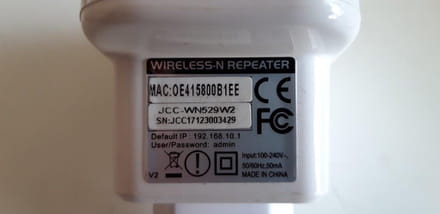 WIRELESS-N REPEATER
MAC:OE415800B1EE
JCC-WN529W2
SN:JCC17123003429
Default IP : 192.168.10.1
User/Password: admin
V2
Input:100-240V~,
50/60Hz,50mA
MADE IN CHINA
CE
FC